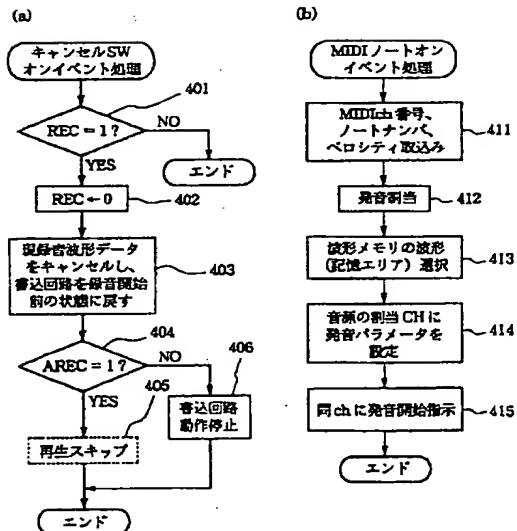 (a)
キャンセルSW
オンイベント処理
401
REC = 1?
NO
YES
エンド
REC←0
402
現録音波形データ
をキャンセルし、
書込回路を録音開始
前の状態に戻す
403
404
AREC = 1?
NO
406
YES
405
書込回路
動作停止
再生スキップ
エンド
(b)
MIDIノートオン
イベント処理
MIDIch番号、
ノートナンバ、
ベロシティ取込み
411
発音割当
412
波形メモリの波形
(記憶エリア)選択
413
音源の割当CHに
発音パラメータを
設定
414
同chに発音開始指示
415
エンド